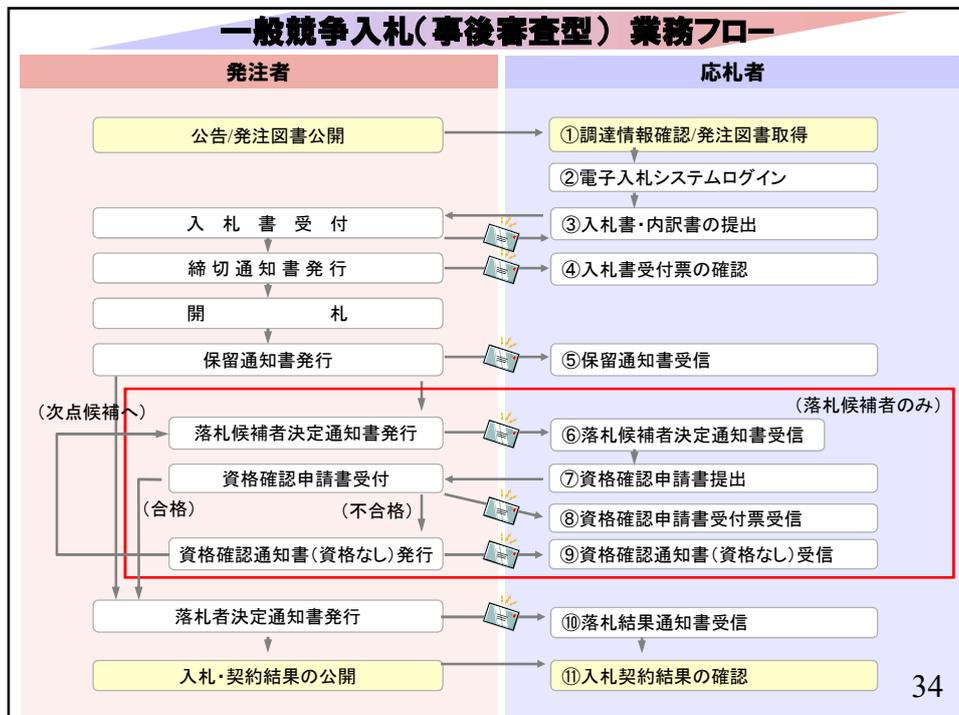 一般競争入札（事後審査型） 業務フロー
発注者
応札者
公告/発注図書公開
①調達情報確認/発注図書取得
②電子入札システムログイン
入 札 書 受 付
③入札書・内訳書の提出
締切通知書発行
④入札書受付票の確認
開 札
保留通知書発行
⑤保留通知書受信
（次点候補へ）
（落札候補者のみ）
落札候補者決定通知書発行
⑥落札候補者決定通知書受信
資格確認申請書受付
⑦資格確認申請書提出
（合格）
（不合格）
⑧資格確認申請書受付票受信
資格確認通知書（資格なし）発行
⑨資格確認通知書（資格なし）受信
落札者決定通知書発行
⑩落札結果通知書受信
入札・契約結果の公開
⑪入札契約結果の確認
34